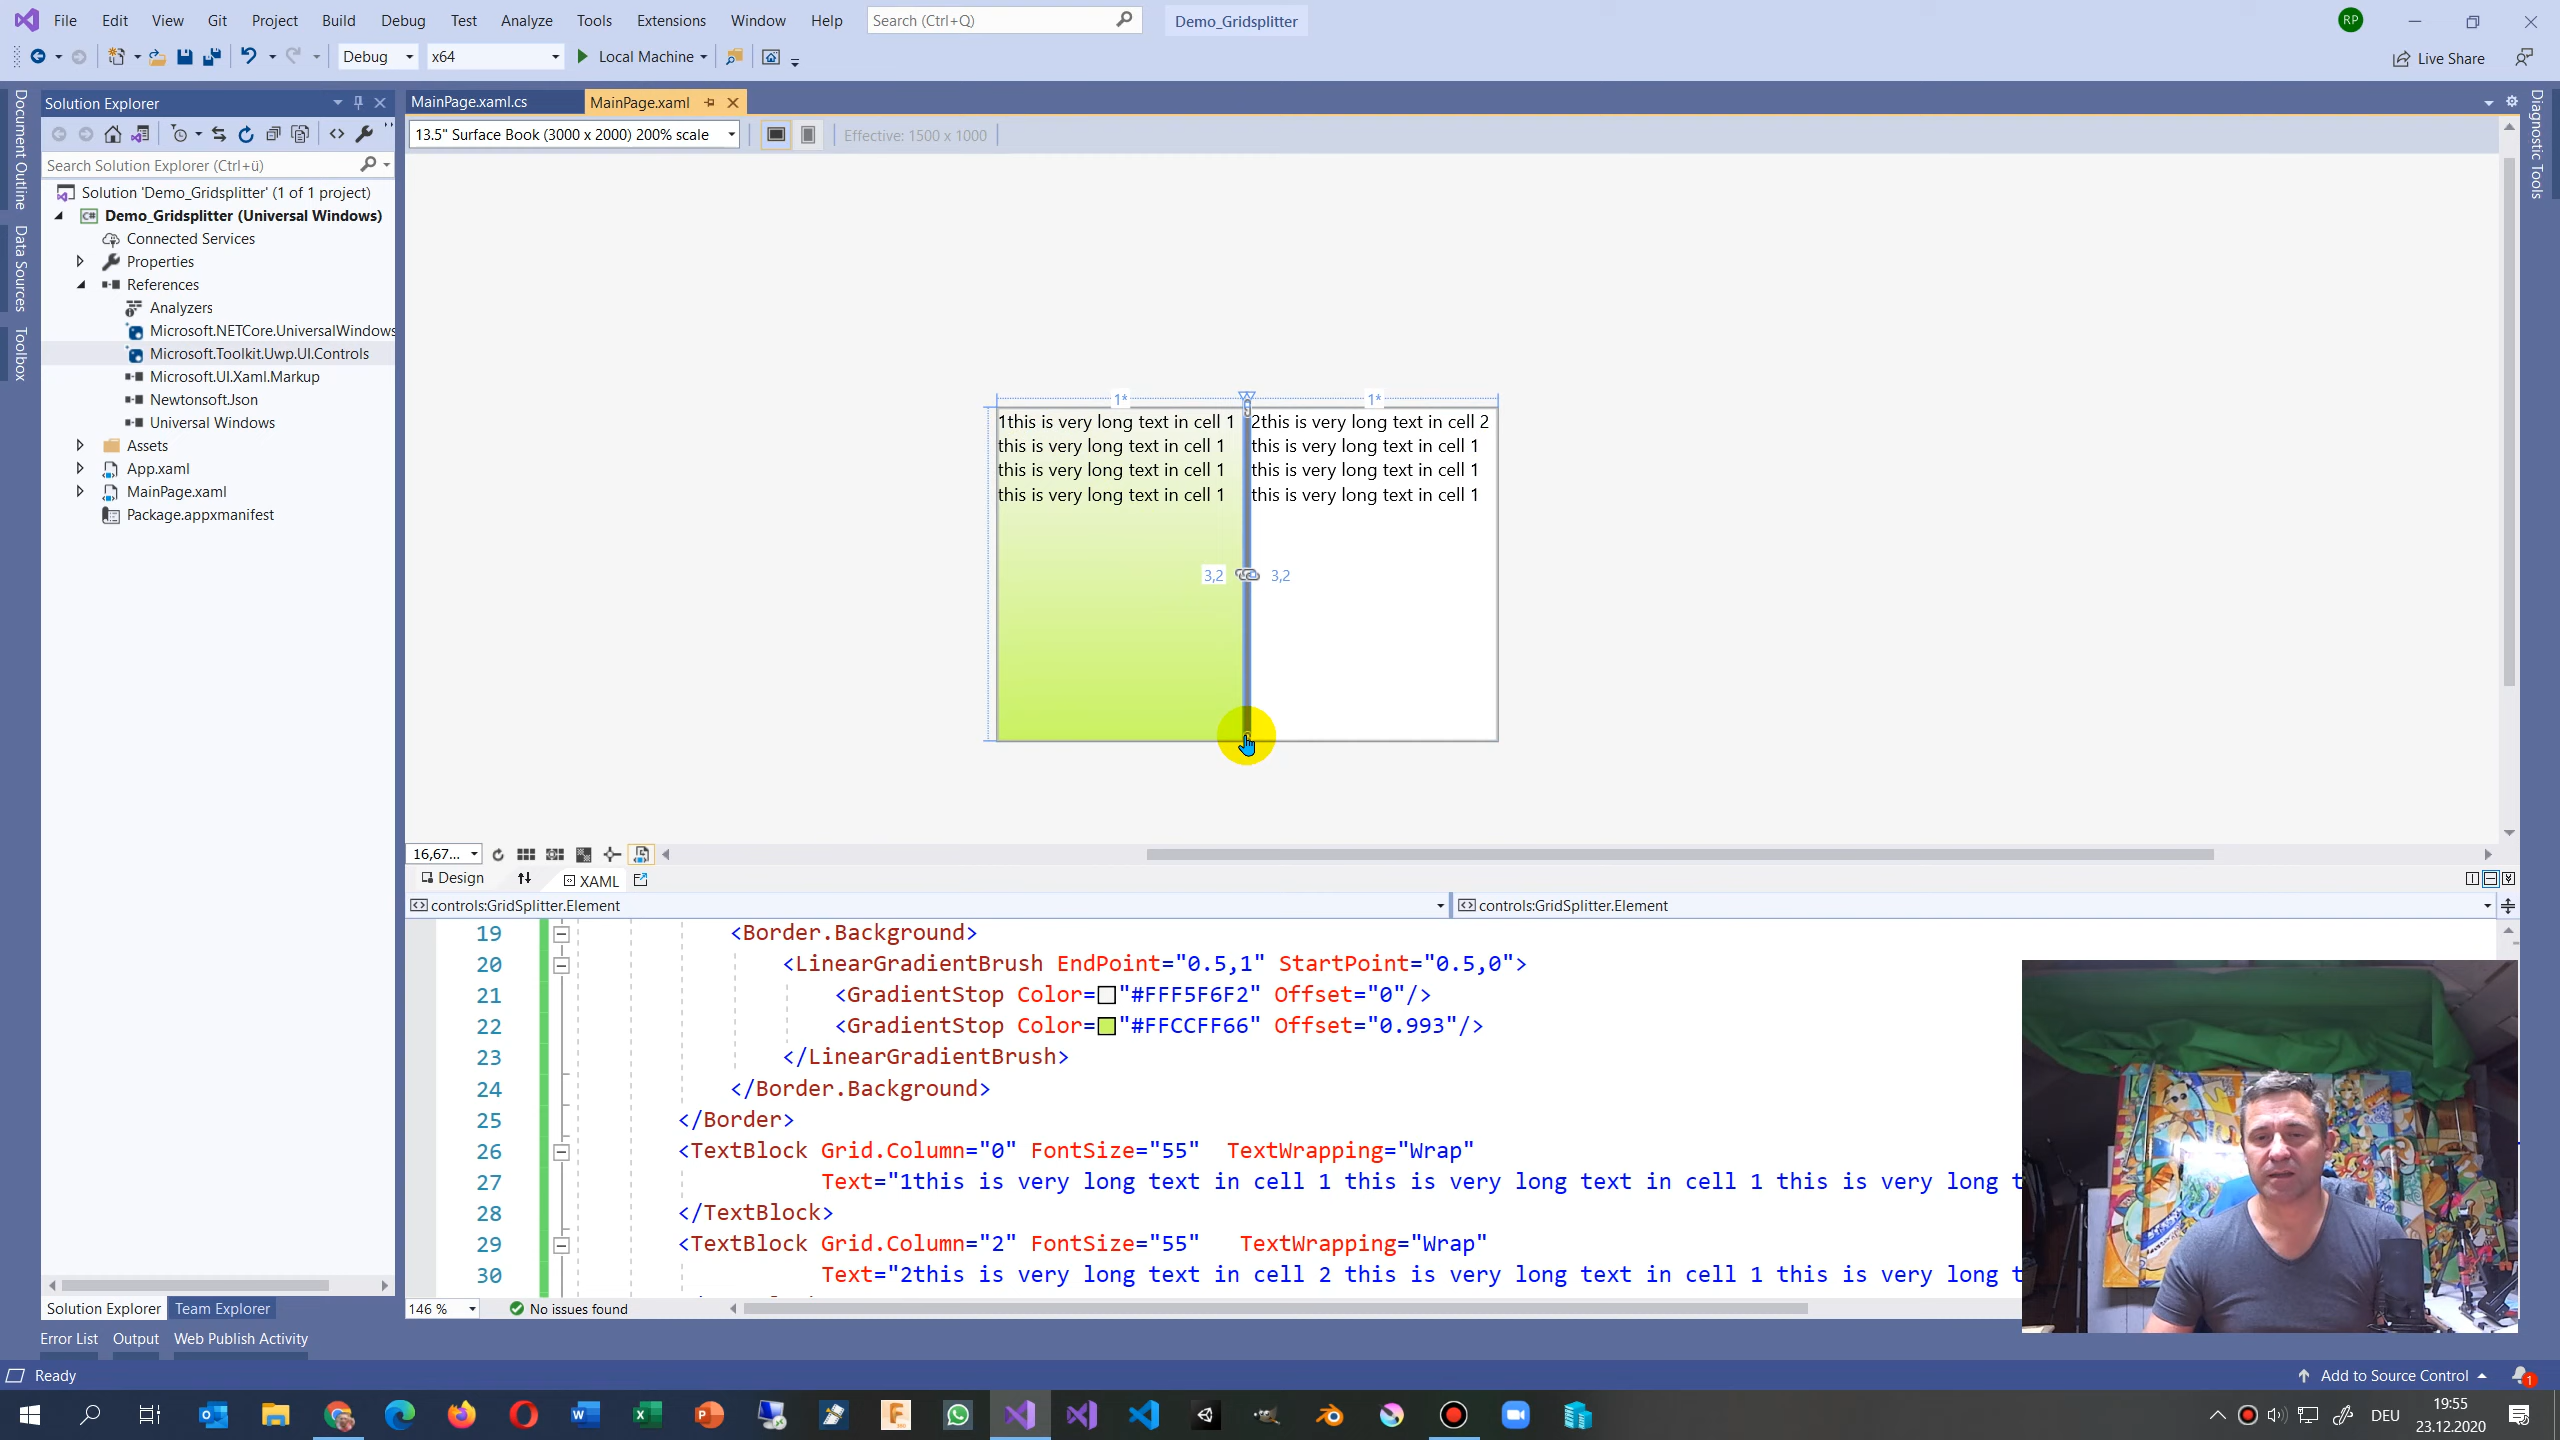 File Edit View Git Project Build Debug Test Analyze Tools Extensions Window Help Search (Ctrl+Q) Demo_Gridsplitter RP
Debug x64 Local Machine Live Share
Document Outline
Data Sources
Toolbox
Solution Explorer
Search Solution Explorer (Ctrl+ü)
Solution 'Demo_Gridsplitter' (1 of 1 project)
Demo_Gridsplitter (Universal Windows)
Connected Services
Properties
References
Analyzers
Microsoft.NETCore.UniversalWindows
Microsoft.Toolkit.Uwp.UI.Controls
Microsoft.UI.Xaml.Markup
Newtonsoft.Json
Universal Windows
Assets
App.xaml
MainPage.xaml
Package.appxmanifest
Solution Explorer Team Explorer
MainPage.xaml.cs MainPage.xaml
13.5" Surface Book (3000 x 2000) 200% scale Effective: 1500 x 1000
Diagnostic Tools
1* 1*
1this is very long text in cell 1
this is very long text in cell 1
this is very long text in cell 1
this is very long text in cell 1
2this is very long text in cell 2
this is very long text in cell 1
this is very long text in cell 1
this is very long text in cell 1
3,2 3,2
16,67...
Design XAML
controls:GridSplitter.Element controls:GridSplitter.Element
19 <Border.Background>
20 <LinearGradientBrush EndPoint="0.5,1" StartPoint="0.5,0">
21 <GradientStop Color="#FFF5F6F2" Offset="0"/>
22 <GradientStop Color="#FFCCFF66" Offset="0.993"/>
23 </LinearGradientBrush>
24 </Border.Background>
25 </Border>
26 <TextBlock Grid.Column="0" FontSize="55" TextWrapping="Wrap"
27 Text="1this is very long text in cell 1 this is very long text in cell 1 this is very long t
28 </TextBlock>
29 <TextBlock Grid.Column="2" FontSize="55" TextWrapping="Wrap"
30 Text="2this is very long text in cell 2 this is very long text in cell 1 this is very long t
146 % No issues found
Error List Output Web Publish Activity
Ready Add to Source Control 1
DEU 19:55
23.12.2020